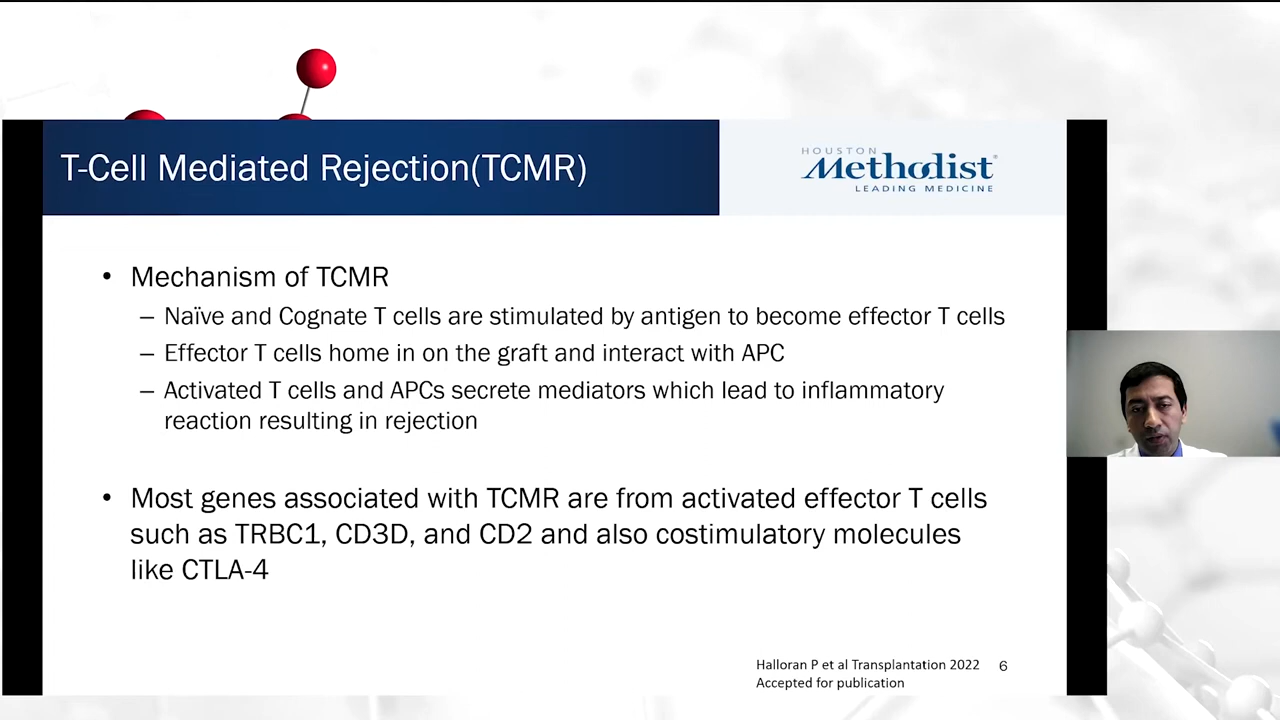 T-Cell Mediated Rejection(TCMR)
HOUSTON
Methodist®
LEADING MEDICINE
• Mechanism of TCMR
– Naïve and Cognate T cells are stimulated by antigen to become effector T cells
– Effector T cells home in on the graft and interact with APC
– Activated T cells and APCs secrete mediators which lead to inflammatory
reaction resulting in rejection
• Most genes associated with TCMR are from activated effector T cells
such as TRBC1, CD3D, and CD2 and also costimulatory molecules
like CTLA-4
Halloran P et al Transplantation 2022 6
Accepted for publication